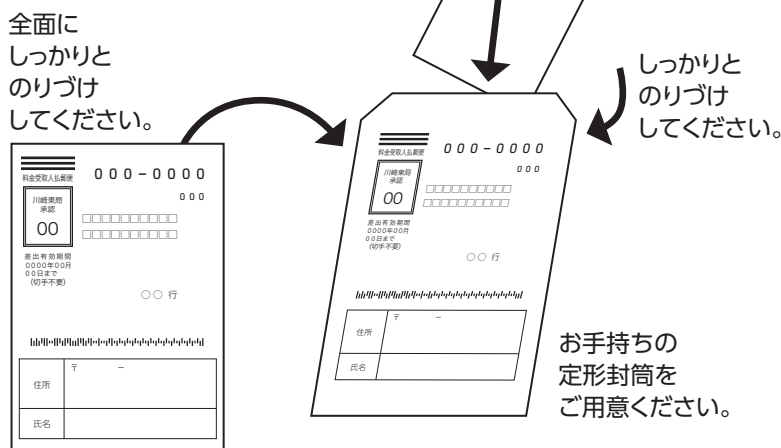 全面に
しっかりと
のりづけ
してください。
しっかりと
のりづけ
してください。
料金受取人払郵便
000-0000
000
川崎東局
承認
00
□□□□□□□□□□
□□□□□□□□□□
差出有効期間
0000年00月
00日まで
(切手不要)
○○ 行
〒 −
住所
氏名
料金受取人払郵便
000-0000
000
川崎東局
承認
00
□□□□□□□□□□
□□□□□□□□□□
差出有効期間
0000年00月
00日まで
(切手不要)
○○ 行
〒 −
住所
氏名
お手持ちの
定形封筒を
ご用意ください。